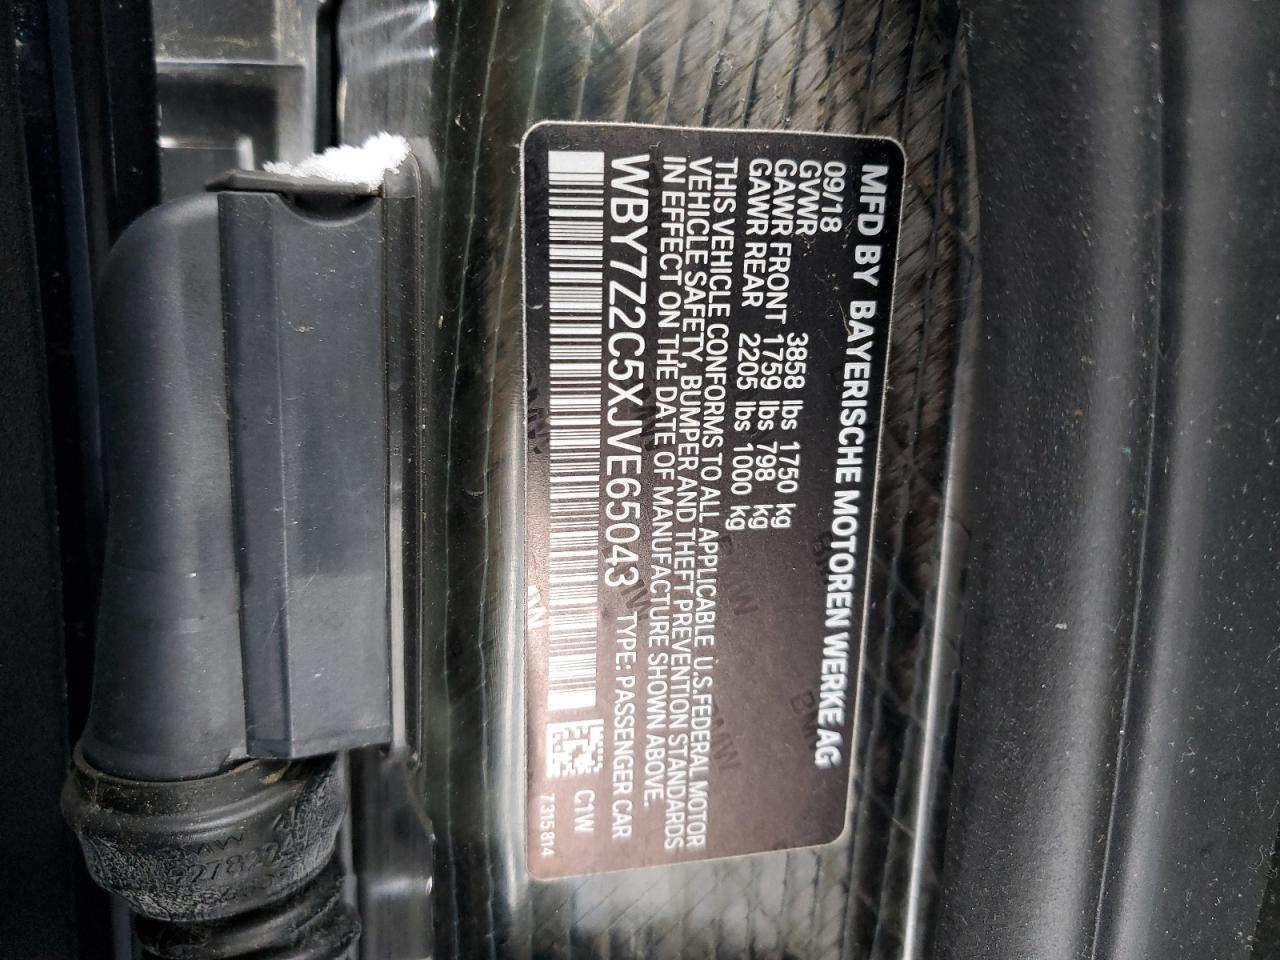 MFD BY BAYERISCHE MOTOREN WERKE AG
09/18
GVWR 3858 lbs 1750 kg
GAWR FRONT 1759 lbs 798 kg
GAWR REAR 2205 lbs 1000 kg
THIS VEHICLE CONFORMS TO ALL APPLICABLE U.S.FEDERAL MOTOR
VEHICLE SAFETY, BUMPER AND THEFT PREVENTION STANDARDS
IN EFFECT ON THE DATE OF MANUFACTURE SHOWN ABOVE.
WBY7Z2C5XJVE65043 TYPE: PASSENGER CAR
C1W
7315814